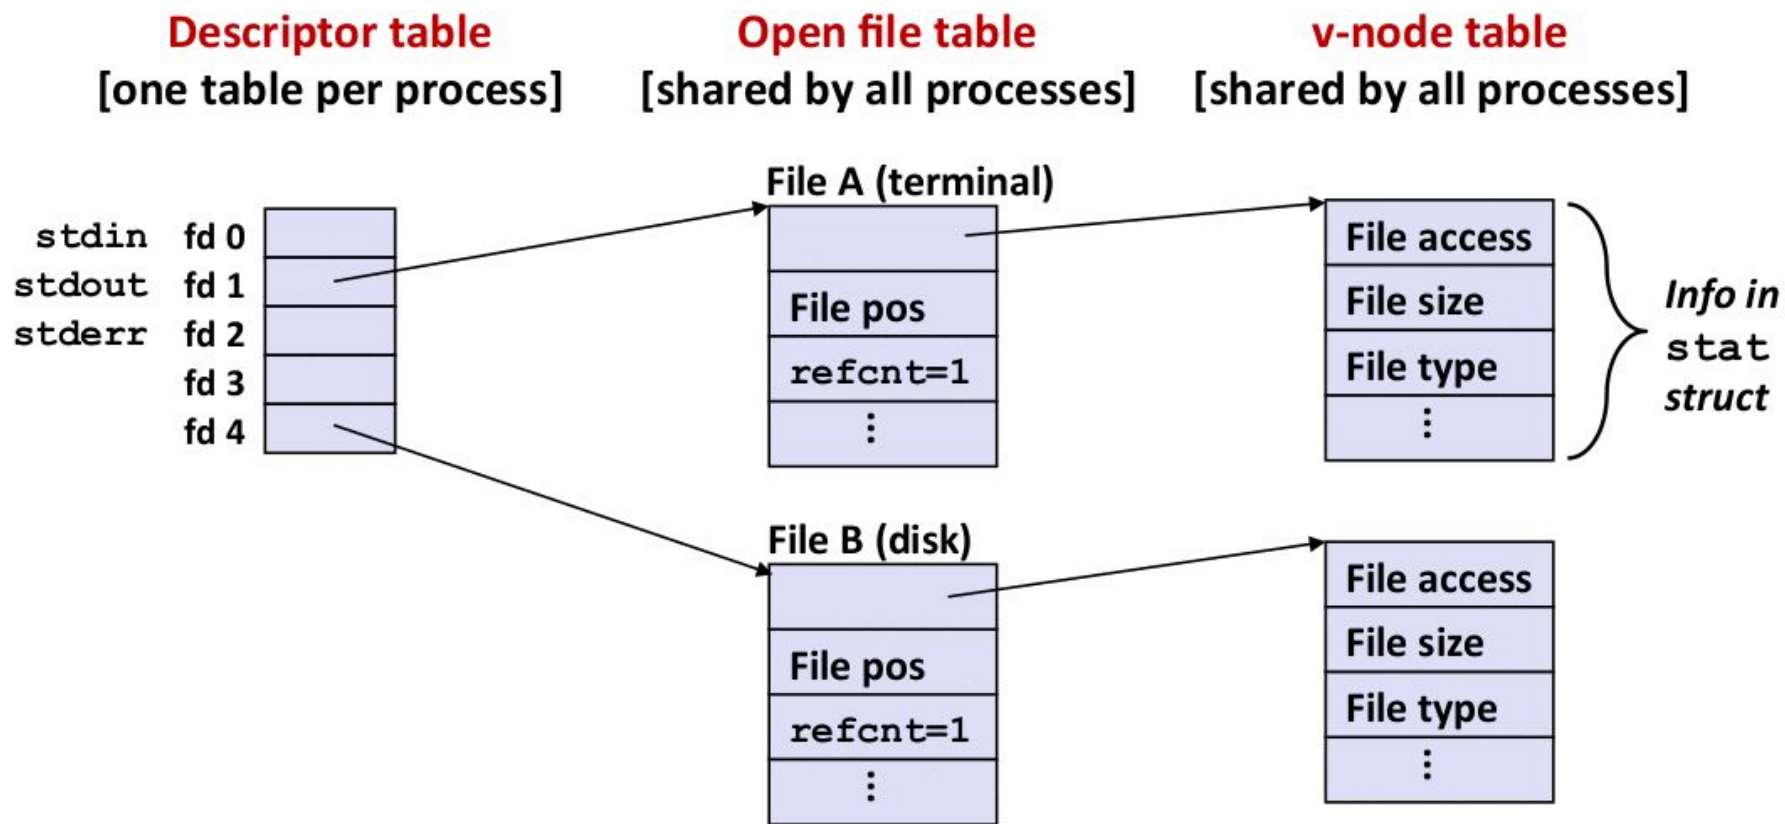 Descriptor table
[one table per process]
Open file table
[shared by all processes]
v-node table
[shared by all processes]
stdin fd 0
stdout fd 1
stderr fd 2
fd 3
fd 4
File A (terminal)
File pos
refcnt=1
⋮
File access
File size
File type
⋮
Info in
stat
struct
File B (disk)
File pos
refcnt=1
⋮
File access
File size
File type
⋮